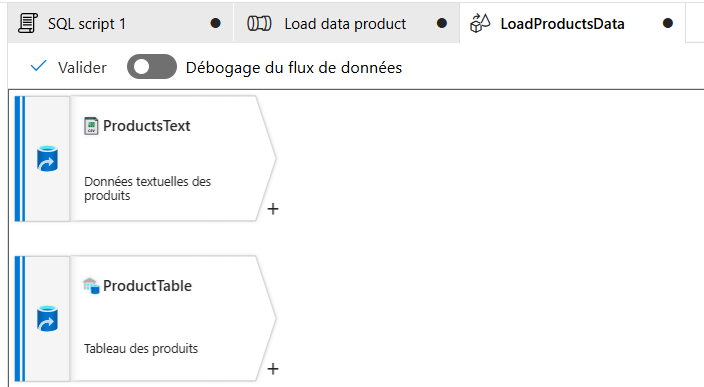 SQL script 1
Load data product
LoadProductsData
Valider
Débogage du flux de données
ProductsText
Données textuelles des
produits
+
ProductTable
Tableau des produits
+